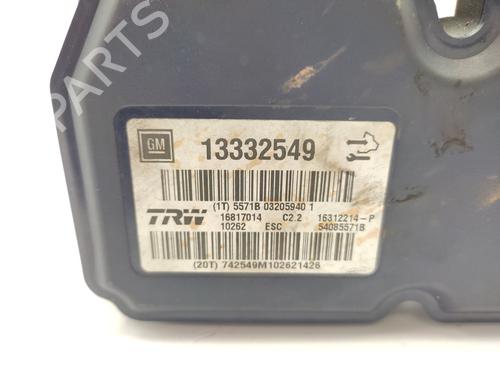 GM 13332549
(1T) 5571B 03205940 1
TRW 16817014 C2.2 16312214-P
10262 ESC 54085571B
(20T) 742549M102621426
B-PARTS